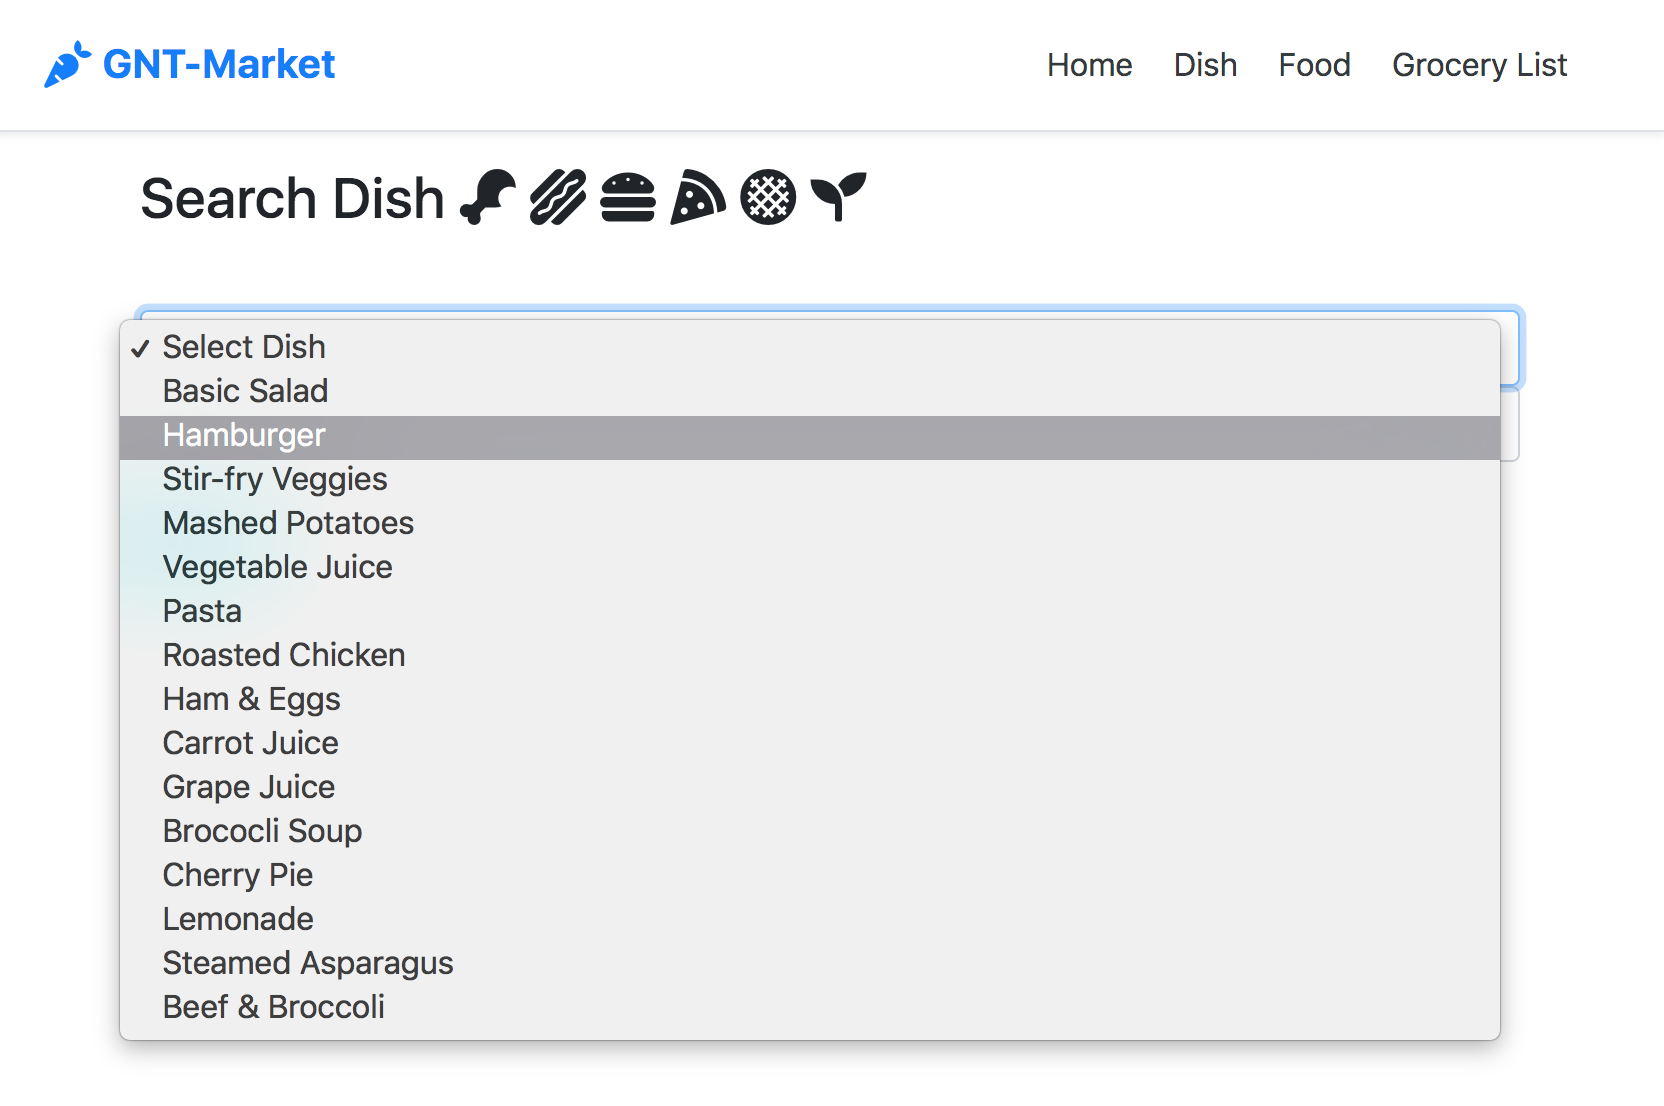 GNT-Market
Home Dish Food Grocery List
Search Dish
✓ Select Dish
Basic Salad
Hamburger
Stir-fry Veggies
Mashed Potatoes
Vegetable Juice
Pasta
Roasted Chicken
Ham & Eggs
Carrot Juice
Grape Juice
Brococli Soup
Cherry Pie
Lemonade
Steamed Asparagus
Beef & Broccoli